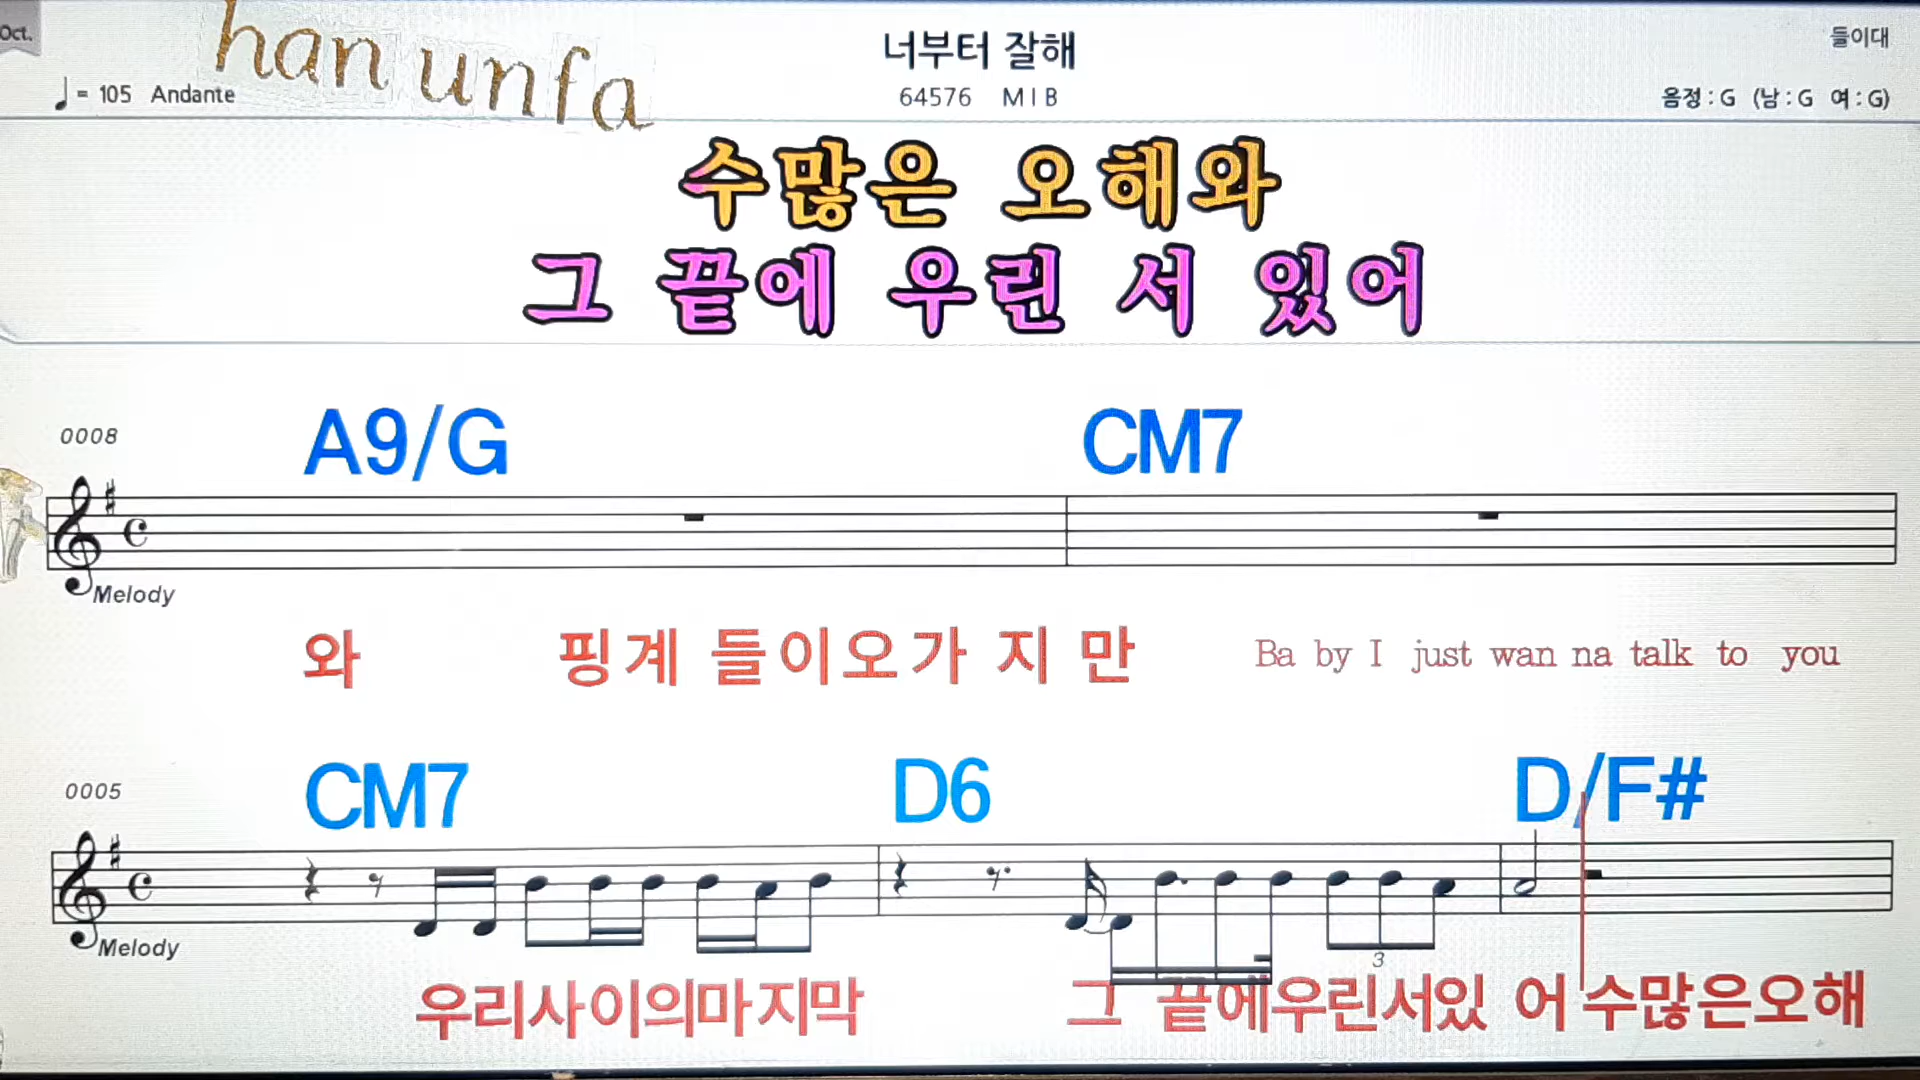 Oct.
han unfa
너부터 잘해
들이대
♩= 105 Andante
64576 MIB
음정 : G (남 : G 여 : G)
수많은 오해와
그 끝에 우린 서 있어
0008
A9/G CM7
Melody
와 핑계 들이오가 지 만 Ba by I just wan na talk to you
0005
CM7 D6 D/F#
Melody
3
우리사이의마지막 그 끝에우린서있 어 수많은오해